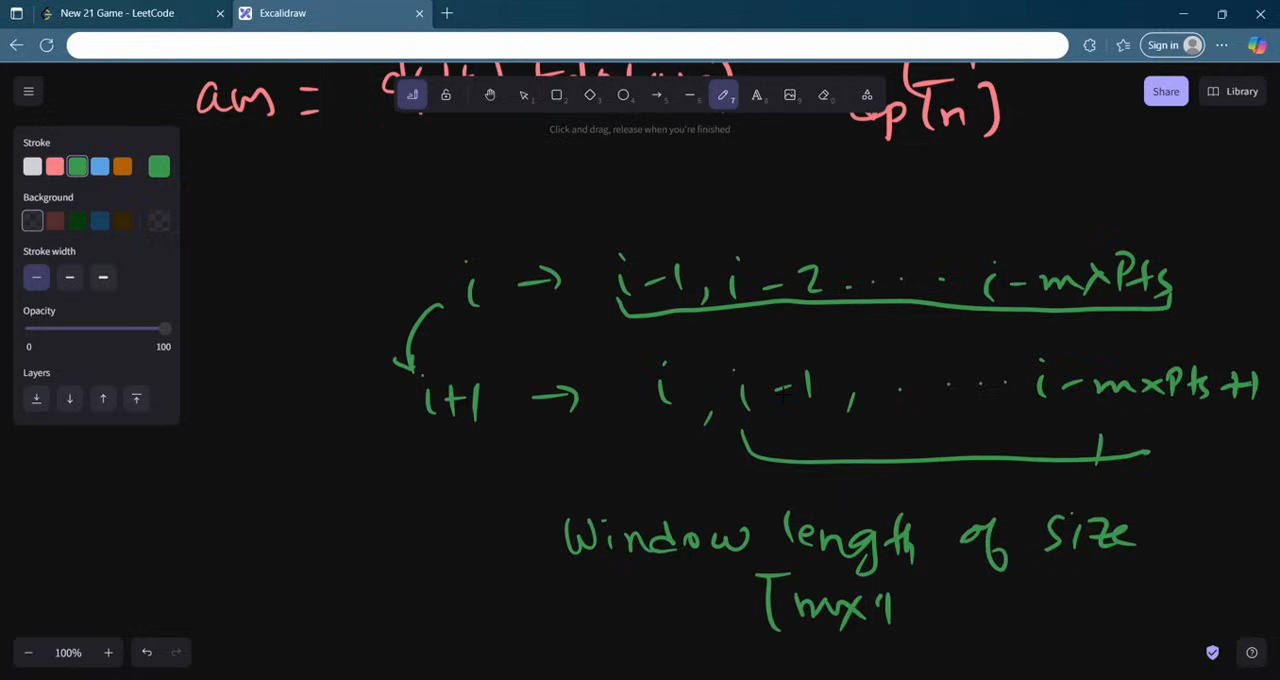 New 21 Game - LeetCode
Excalidraw
Sign in
ans =
p(n)
Click and drag, release when you're finished
Share
Library
Stroke
Background
Stroke width
Opacity
0 100
Layers
i → i-1, i-2 ..... i-mxPts
i+1 → i, i-1, ..... i-mxPts+1
Window length of size
[mx
100%